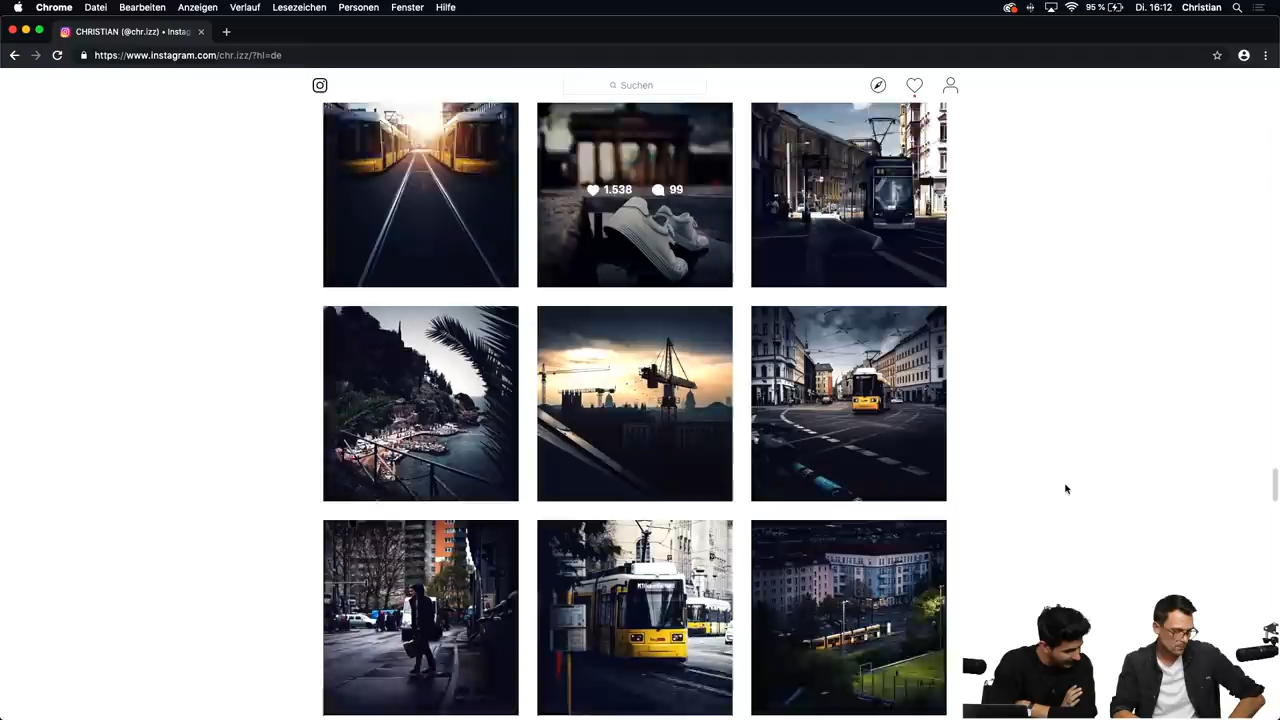 Chrome Datei Bearbeiten Anzeigen Verlauf Lesezeichen Personen Fenster Hilfe 95 % Di. 16:12 Christian
CHRISTIAN (@chr.izz) • Instag
https://www.instagram.com/chr.izz/?hl=de
Suchen
1.538 99